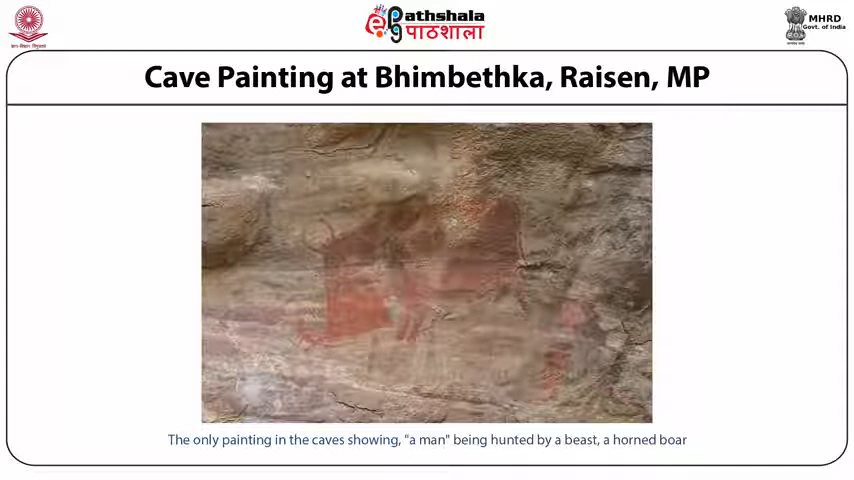 ePathshala
पाठशाला
MHRD
Govt. of India
Cave Painting at Bhimbethka, Raisen, MP
The only painting in the caves showing, "a man" being hunted by a beast, a horned boar